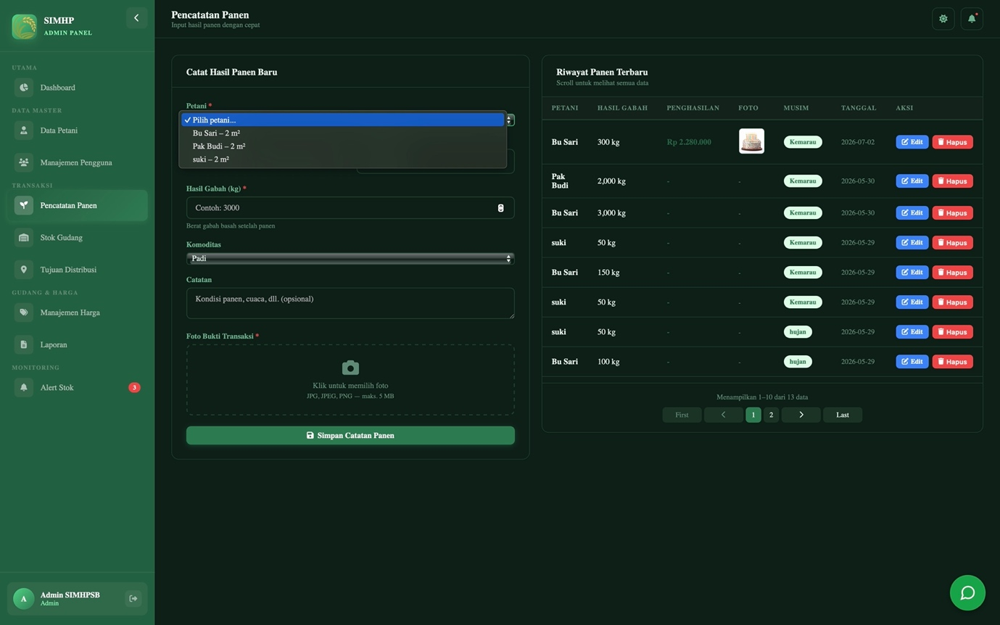 SIMHP
ADMIN PANEL
UTAMA
Dashboard
DATA MASTER
Data Petani
Manajemen Pengguna
TRANSAKSI
Pencatatan Panen
Stok Gudang
Tujuan Distribusi
GUDANG & HARGA
Manajemen Harga
Laporan
MONITORING
Alert Stok 3
A
Admin SIMHPSB
Admin
Pencatatan Panen
Input hasil panen dengan cepat
Catat Hasil Panen Baru
Petani *
✓ Pilih petani...
Bu Sari – 2 m²
Pak Budi – 2 m²
suki – 2 m²
Hasil Gabah (kg) *
Contoh: 3000
Berat gabah basah setelah panen
Komoditas
Padi
Catatan
Kondisi panen, cuaca, dll. (opsional)
Foto Bukti Transaksi *
Klik untuk memilih foto
JPG, JPEG, PNG — maks. 5 MB
Simpan Catatan Panen
Riwayat Panen Terbaru
Scroll untuk melihat semua data
PETANI HASIL GABAH PENGHASILAN FOTO MUSIM TANGGAL AKSI
Bu Sari 300 kg Rp 2.280.000 Kemarau 2026-07-02 Edit Hapus
Pak Budi 2,000 kg - - Kemarau 2026-05-30 Edit Hapus
Bu Sari 3,000 kg - - Kemarau 2026-05-30 Edit Hapus
suki 50 kg - - Kemarau 2026-05-29 Edit Hapus
Bu Sari 150 kg - - Kemarau 2026-05-29 Edit Hapus
suki 50 kg - - Kemarau 2026-05-29 Edit Hapus
suki 50 kg - - hujan 2026-05-29 Edit Hapus
Bu Sari 100 kg - - hujan 2026-05-29 Edit Hapus
Menampilkan 1–10 dari 13 data
First 1 2 Last